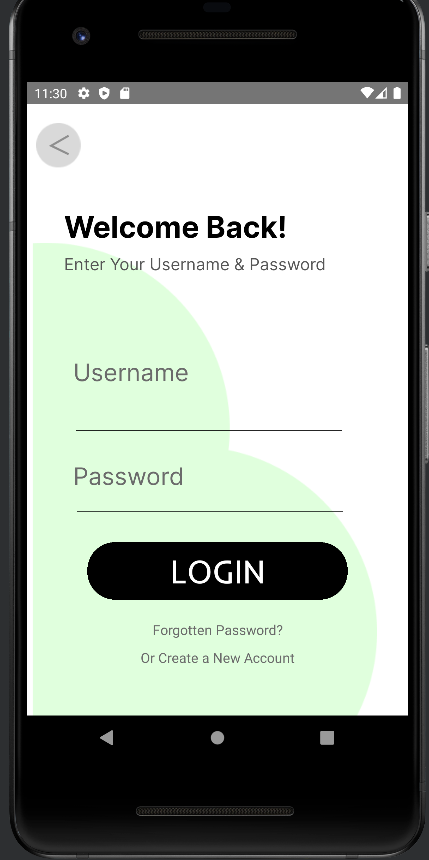 11:30
Welcome Back!
Enter Your Username & Password
Username
Password
LOGIN
Forgotten Password?
Or Create a New Account